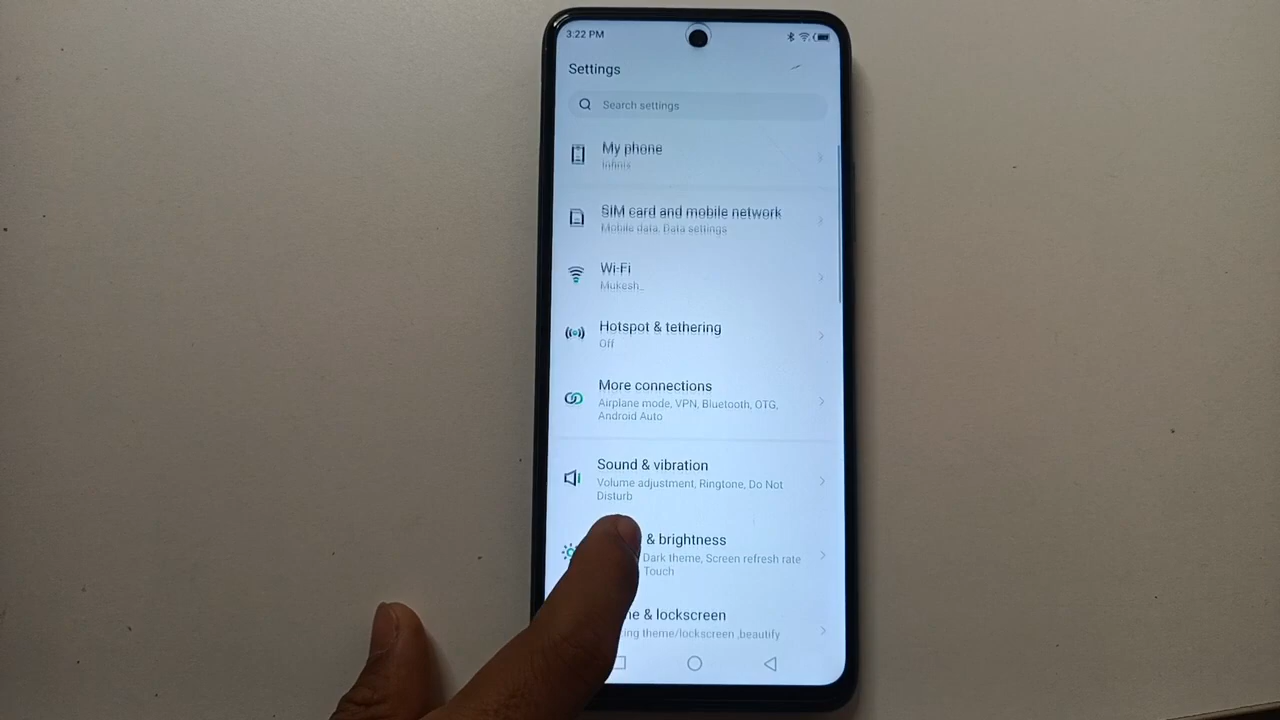 3:22 PM
Settings
Search settings
My phone
Infinix
SIM card and mobile network
Mobile data, Data settings
Wi-Fi
Mukesh_
Hotspot & tethering
Off
More connections
Airplane mode, VPN, Bluetooth, OTG,
Android Auto
Sound & vibration
Volume adjustment, Ringtone, Do Not
Disturb
& brightness
Dark theme, Screen refresh rate
Touch
& lockscreen
theme/lockscreen ,beautify